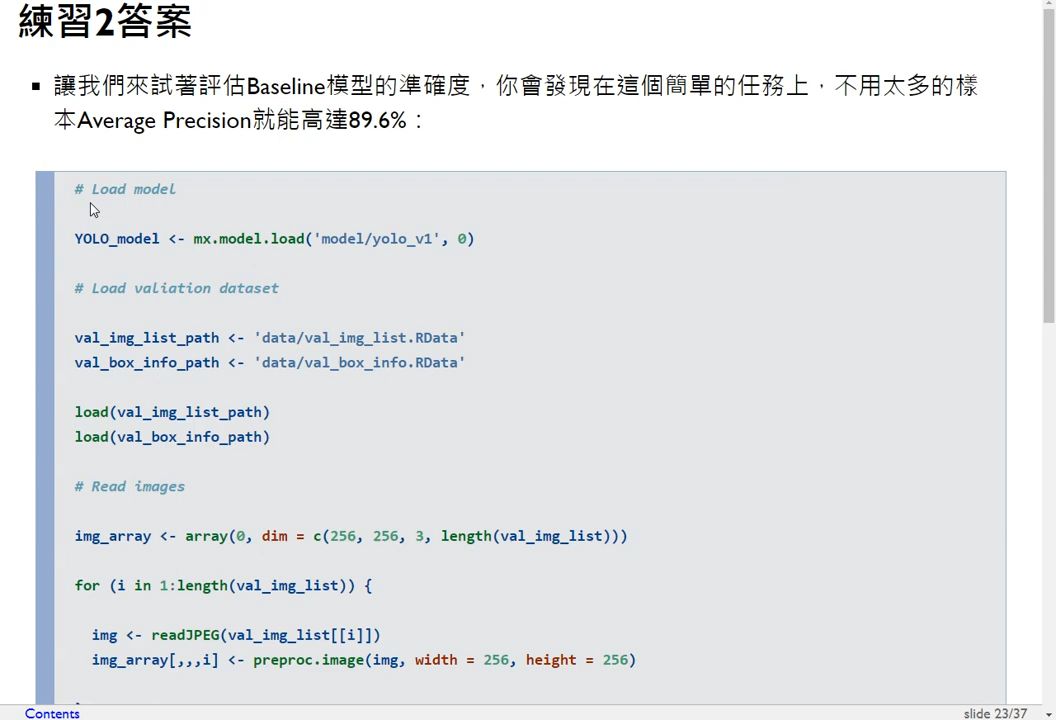 練習2答案
讓我們來試著評估Baseline模型的準確度，你會發現在這個簡單的任務上，不用太多的樣
本Average Precision就能高達89.6%：
# Load model
YOLO_model <- mx.model.load('model/yolo_v1', 0)
# Load valiation dataset
val_img_list_path <- 'data/val_img_list.RData'
val_box_info_path <- 'data/val_box_info.RData'
load(val_img_list_path)
load(val_box_info_path)
# Read images
img_array <- array(0, dim = c(256, 256, 3, length(val_img_list)))
for (i in 1:length(val_img_list)) {
img <- readJPEG(val_img_list[[i]])
img_array[,,,i] <- preproc.image(img, width = 256, height = 256)
Contents
slide 23/37